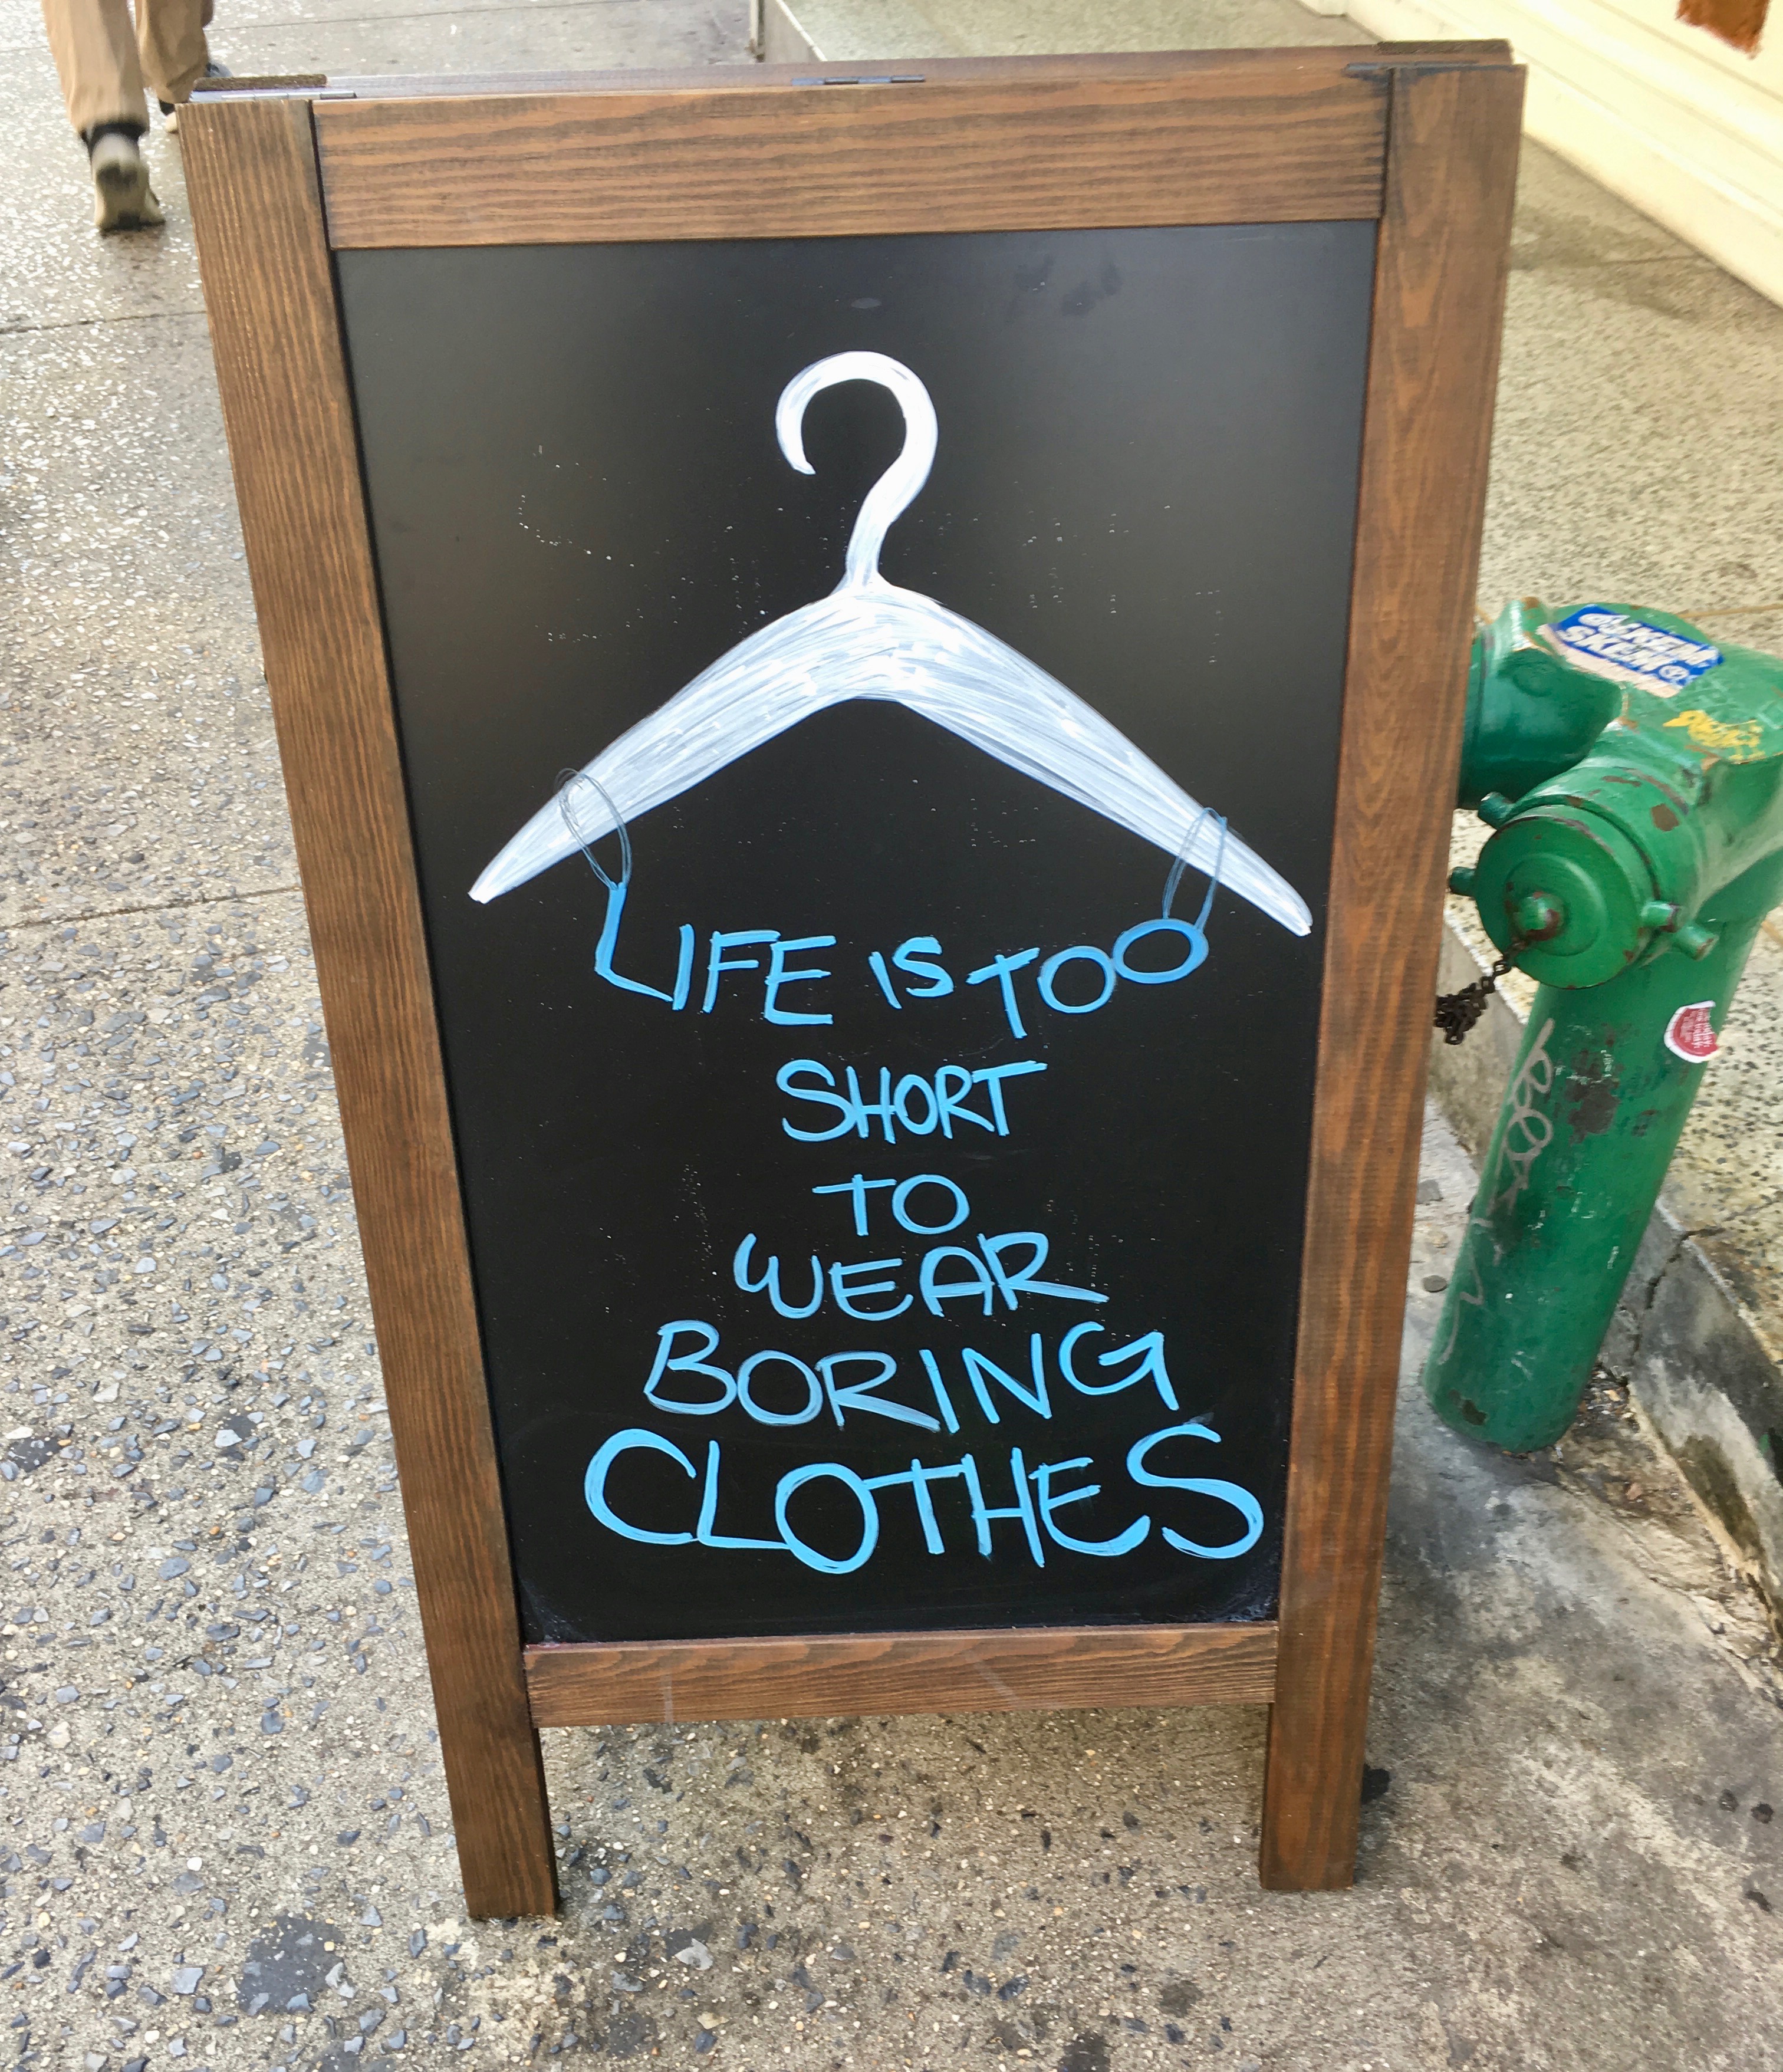 LIFE IS TOO
SHORT
TO
WEAR
BORING
CLOTHES